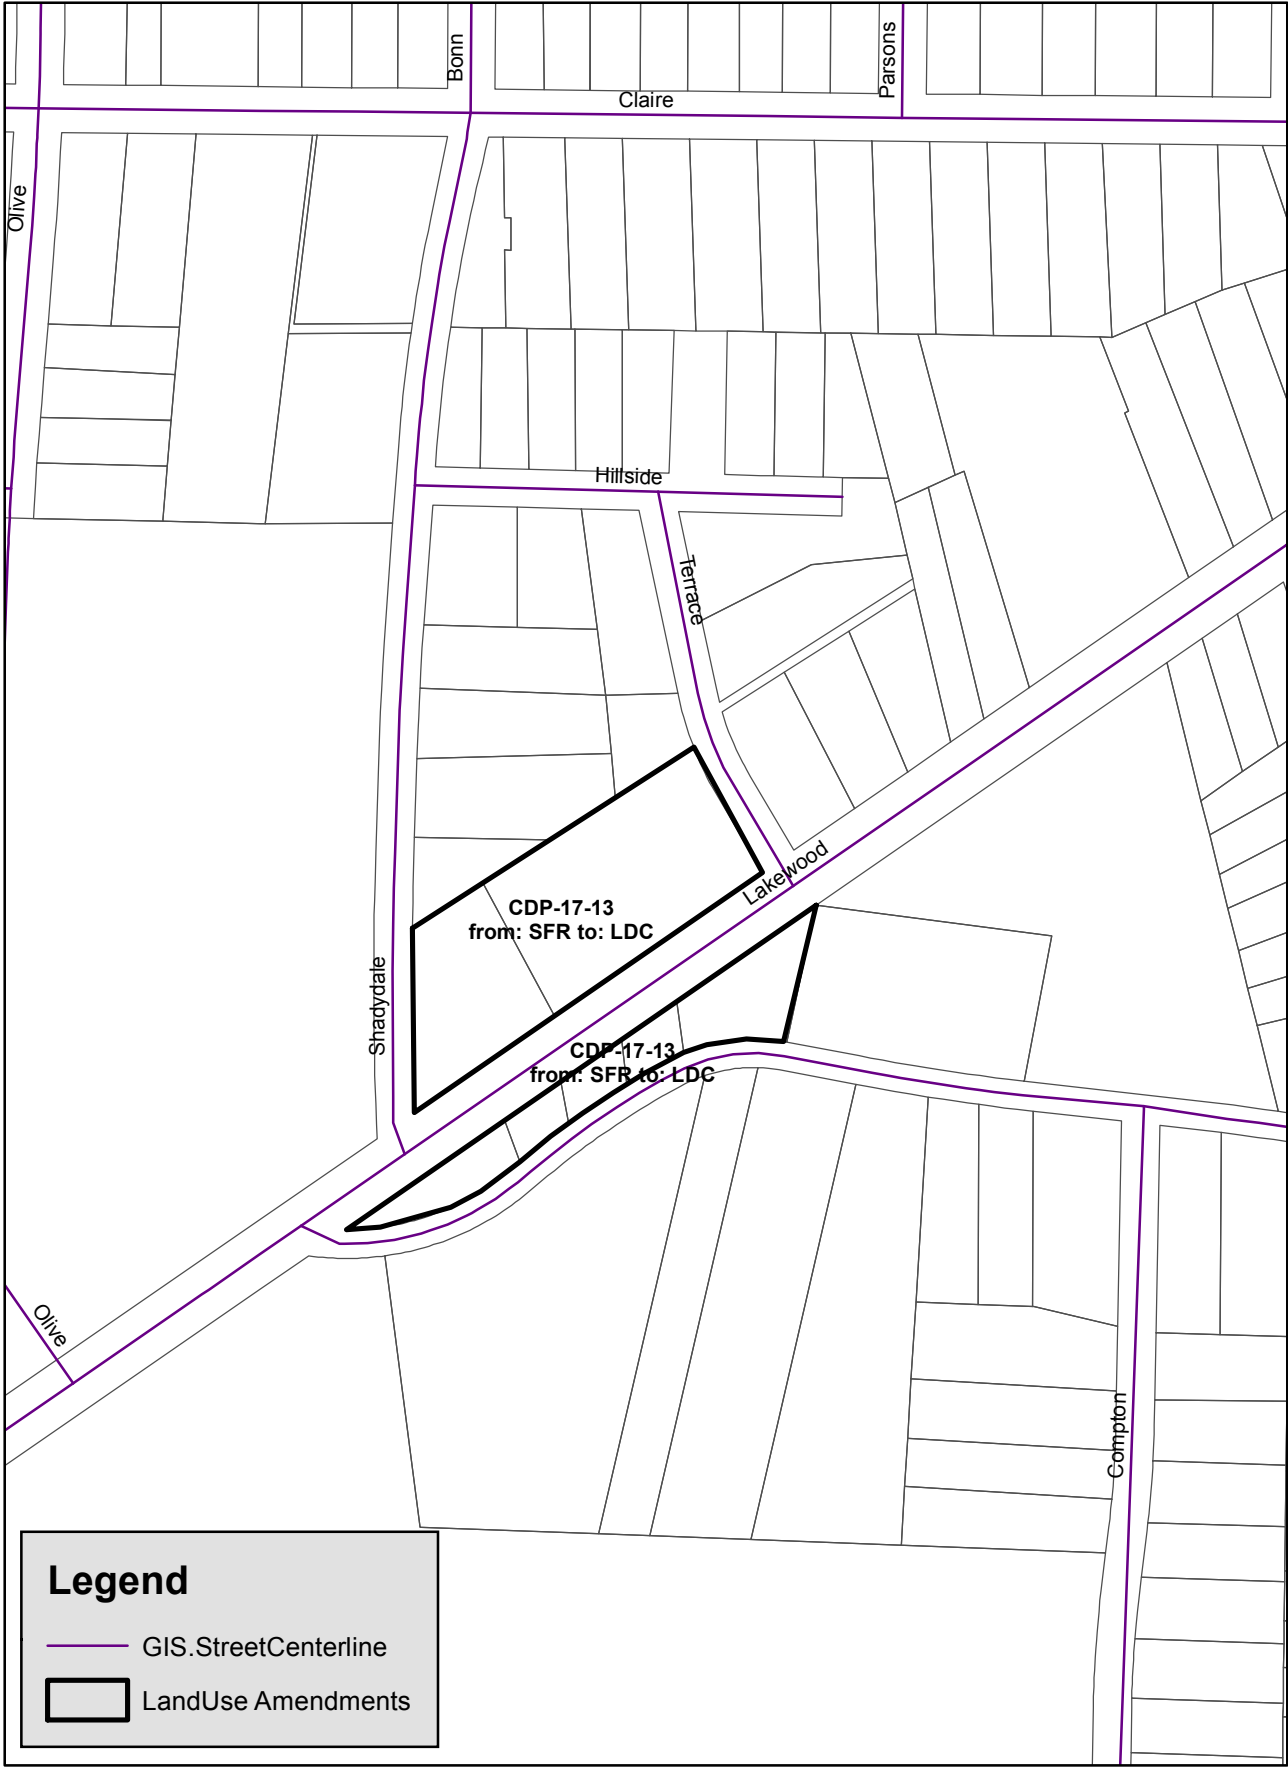 Bonn
Parsons
Claire
Olive
Hillside
Terrace
Lakewood
CDP-17-13
from: SFR to: LDC
Shadydale
CDP-17-13
from: SFR to: LDC
Olive
Compton
Legend
GIS.StreetCenterline
LandUse Amendments